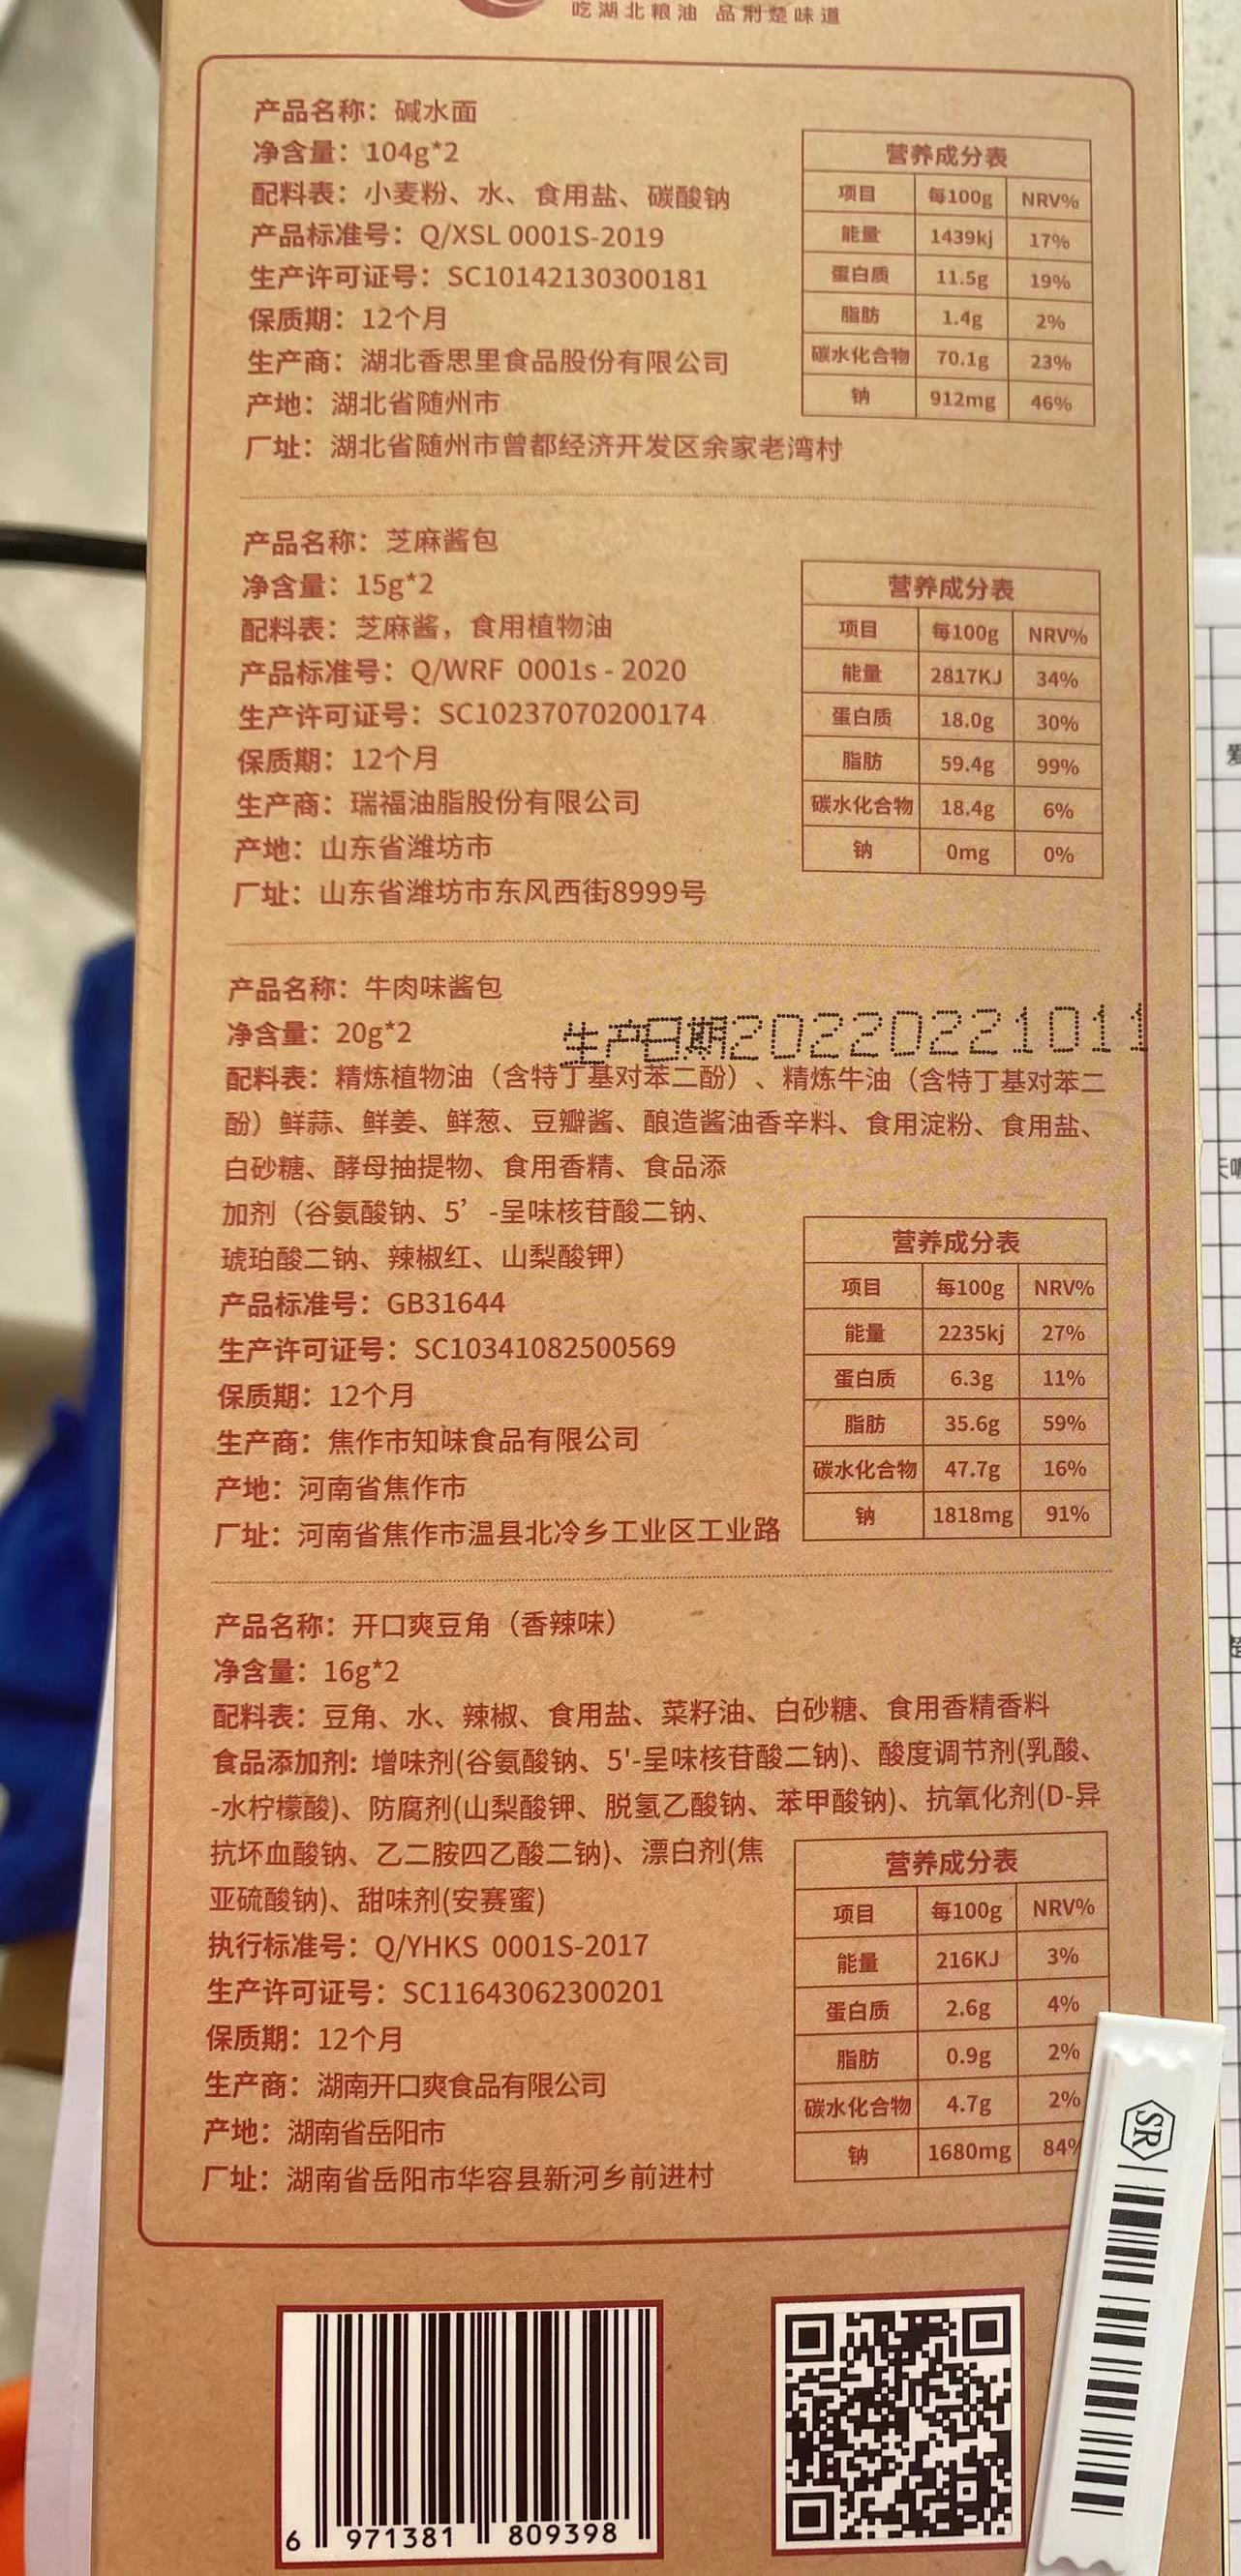 吃湖北粮油 品荆楚味道
产品名称：碱水面
净含量：104g*2
配料表：小麦粉、水、食用盐、碳酸钠
产品标准号：Q/XSL 0001S-2019
生产许可证号：SC10142130300181
保质期：12个月
生产商：湖北香思里食品股份有限公司
产地：湖北省随州市
厂址：湖北省随州市曾都经济开发区余家老湾村
营养成分表
项目 每100g NRV%
能量 1439kj 17%
蛋白质 11.5g 19%
脂肪 1.4g 2%
碳水化合物 70.1g 23%
钠 912mg 46%
产品名称：芝麻酱包
净含量：15g*2
配料表：芝麻酱，食用植物油
产品标准号：Q/WRF 0001s - 2020
生产许可证号：SC10237070200174
保质期：12个月
生产商：瑞福油脂股份有限公司
产地：山东省潍坊市
厂址：山东省潍坊市东风西街8999号
营养成分表
项目 每100g NRV%
能量 2817KJ 34%
蛋白质 18.0g 30%
脂肪 59.4g 99%
碳水化合物 18.4g 6%
钠 0mg 0%
产品名称：牛肉味酱包
净含量：20g*2
生产日期20220221011
配料表：精炼植物油（含特丁基对苯二酚）、精炼牛油（含特丁基对苯二
酚）鲜蒜、鲜姜、鲜葱、豆瓣酱、酿造酱油香辛料、食用淀粉、食用盐、
白砂糖、酵母抽提物、食用香精、食品添
加剂（谷氨酸钠、5’-呈味核苷酸二钠、
琥珀酸二钠、辣椒红、山梨酸钾）
产品标准号：GB31644
生产许可证号：SC10341082500569
保质期：12个月
生产商：焦作市知味食品有限公司
产地：河南省焦作市
厂址：河南省焦作市温县北冷乡工业区工业路
营养成分表
项目 每100g NRV%
能量 2235kj 27%
蛋白质 6.3g 11%
脂肪 35.6g 59%
碳水化合物 47.7g 16%
钠 1818mg 91%
产品名称：开口爽豆角（香辣味）
净含量：16g*2
配料表：豆角、水、辣椒、食用盐、菜籽油、白砂糖、食用香精香料
食品添加剂: 增味剂(谷氨酸钠、5'-呈味核苷酸二钠)、酸度调节剂(乳酸、
-水柠檬酸)、防腐剂(山梨酸钾、脱氢乙酸钠、苯甲酸钠)、抗氧化剂(D-异
抗坏血酸钠、乙二胺四乙酸二钠)、漂白剂(焦
亚硫酸钠)、甜味剂(安赛蜜)
执行标准号：Q/YHKS 0001S-2017
生产许可证号：SC11643062300201
保质期：12个月
生产商：湖南开口爽食品有限公司
产地：湖南省岳阳市
厂址：湖南省岳阳市华容县新河乡前进村
营养成分表
项目 每100g NRV%
能量 216KJ 3%
蛋白质 2.6g 4%
脂肪 0.9g 2%
碳水化合物 4.7g 2%
钠 1680mg 84%
SR
6 971381 809398